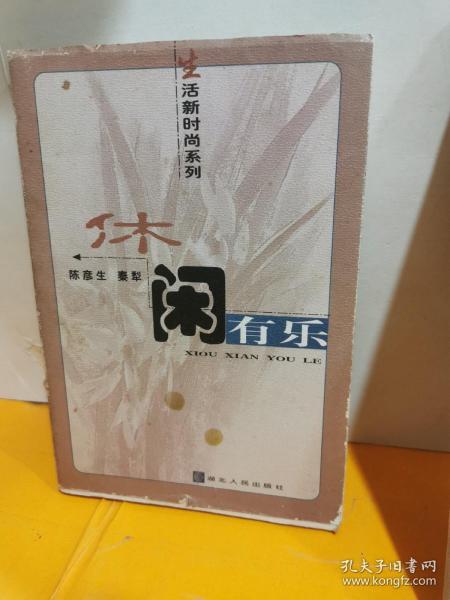 生活新时尚系列
休
陈彦生 秦犁
闲有乐
XIOU XIAN YOU LE
湖北人民出版社
孔夫子旧书网
www.kongfz.com